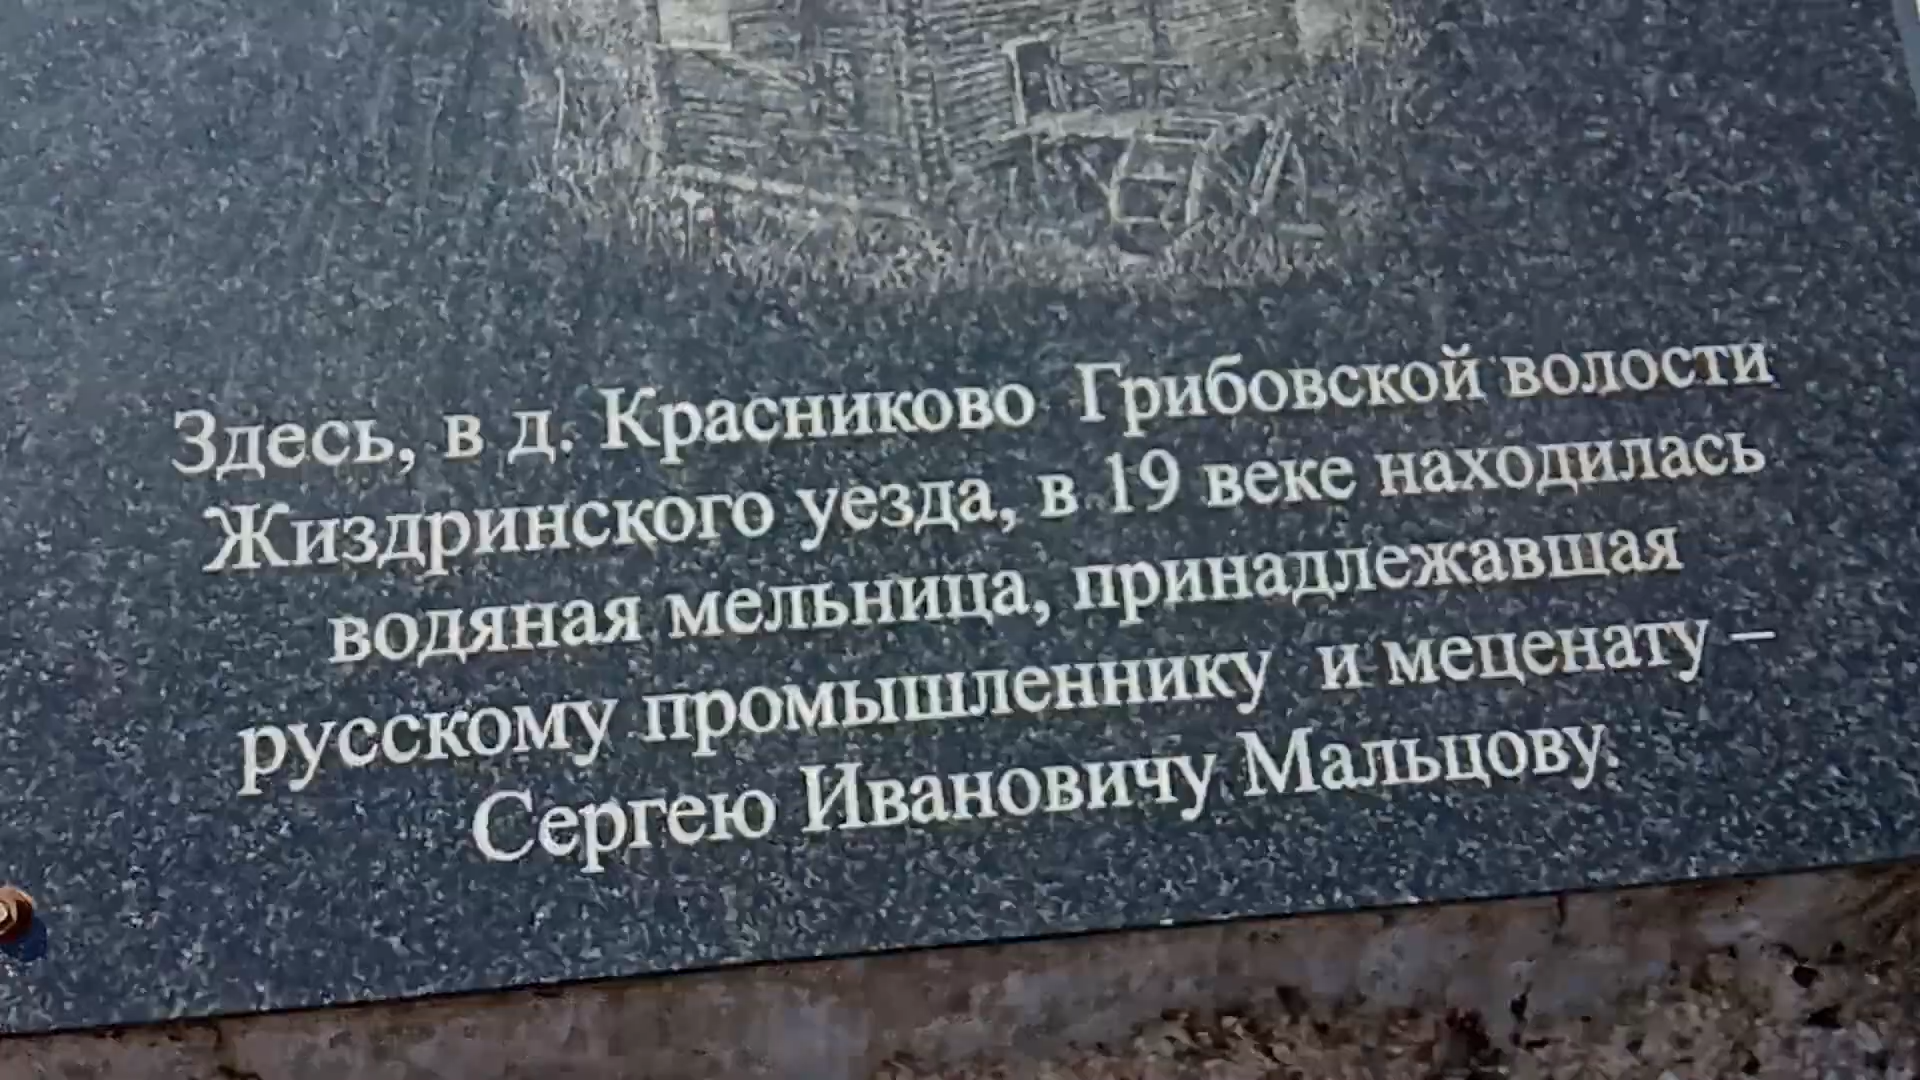 Здесь, в д. Красниково Грибовской волости
Жиздринского уезда, в 19 веке находилась
водяная мельница, принадлежавшая
русскому промышленнику и меценату –
Сергею Ивановичу Мальцову.